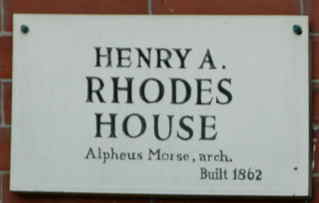 HENRY A.
RHODES
HOUSE
Alpheus Morse, arch.
Built 1862